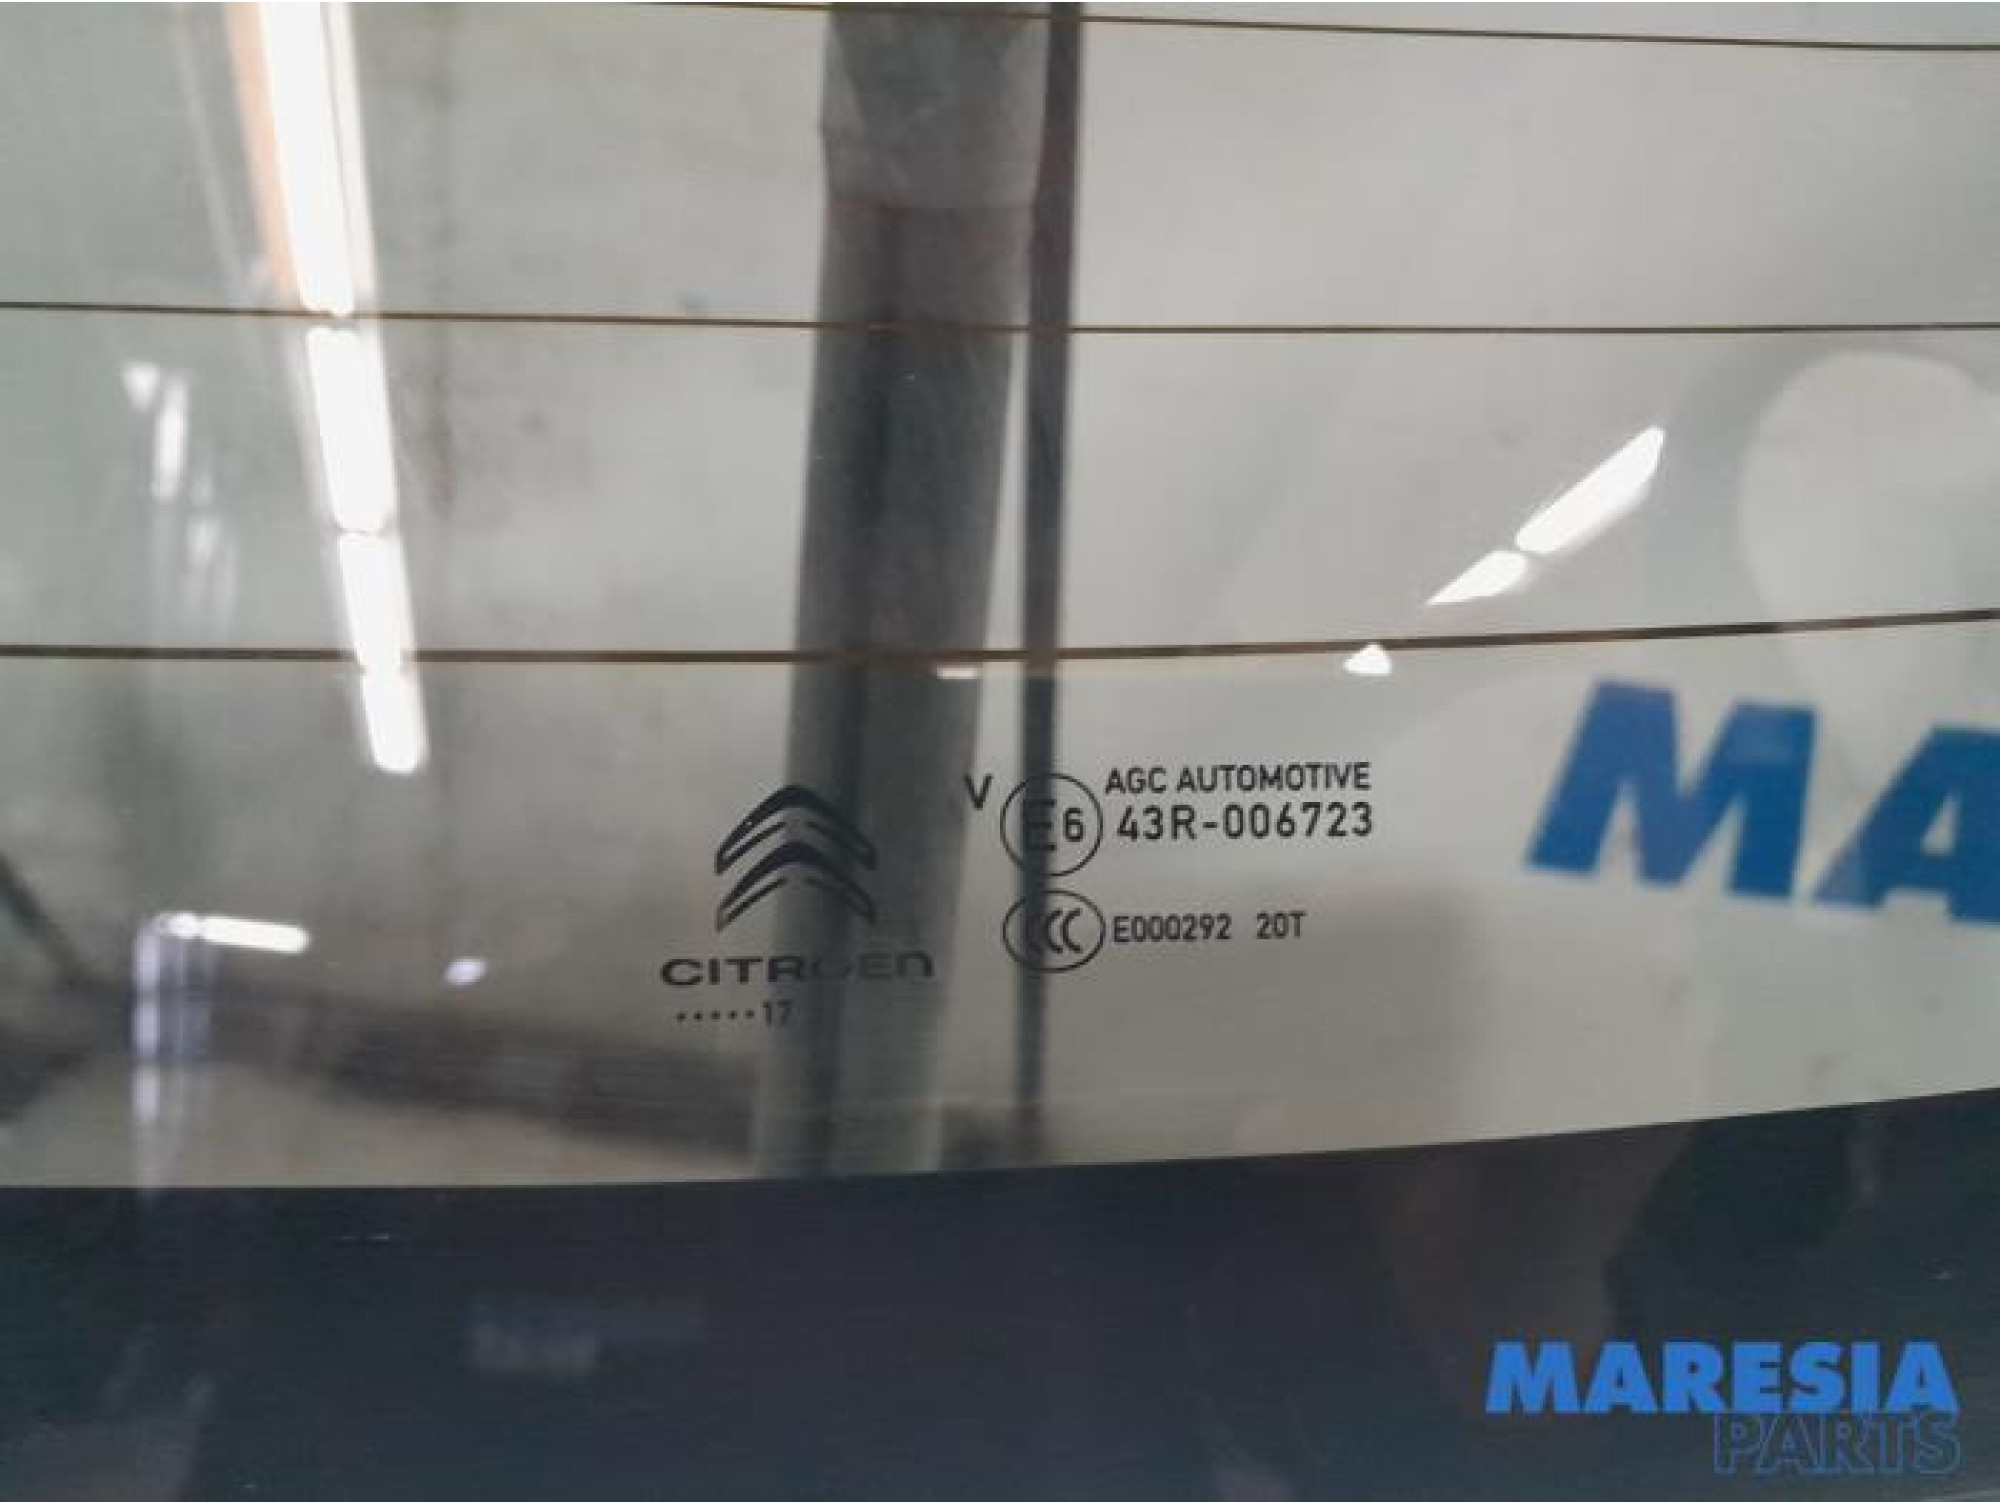 V E6 AGC AUTOMOTIVE
43R-006723
CCC E000292 20T
CITROEN
.....17
MA
MARESIA
PARTS